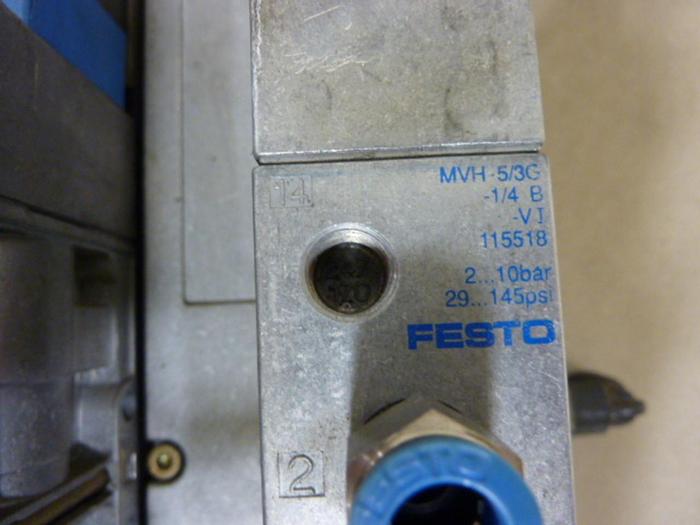 14
MVH-5/3G
-1/4 B
-VI
115518
2...10bar
29...145psi
FESTO
2